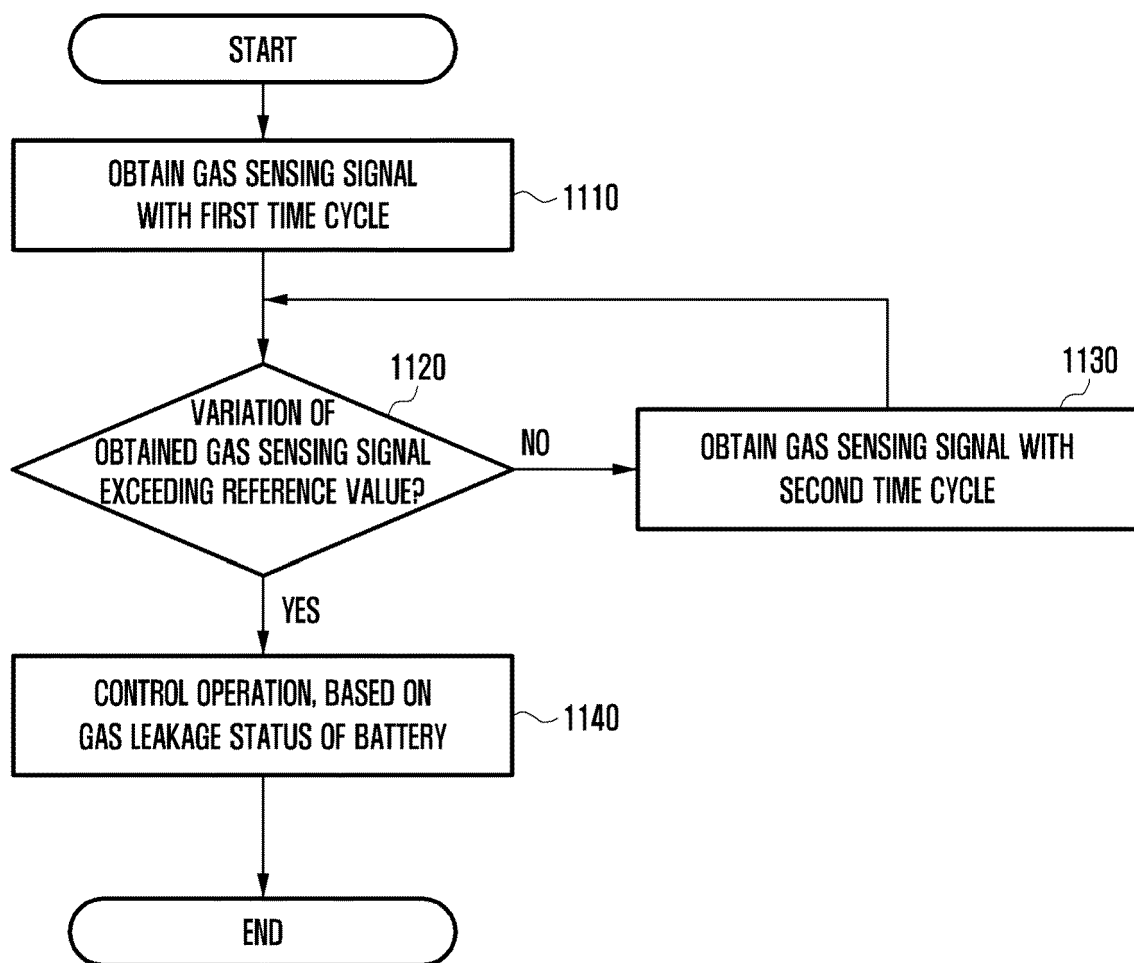 START
OBTAIN GAS SENSING SIGNAL
WITH FIRST TIME CYCLE
1110
1120
VARIATION OF
OBTAINED GAS SENSING SIGNAL
EXCEEDING REFERENCE VALUE?
NO
1130
OBTAIN GAS SENSING SIGNAL WITH
SECOND TIME CYCLE
YES
CONTROL OPERATION, BASED ON
GAS LEAKAGE STATUS OF BATTERY
1140
END